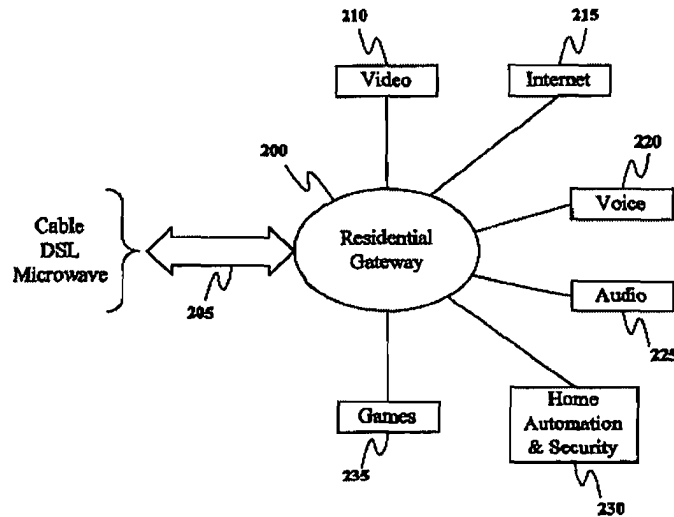 210
215
Video
Internet
220
200
Voice
Cable
DSL
Microwave
Residential
Gateway
205
Audio
225
Games
235
Home
Automation
& Security
230